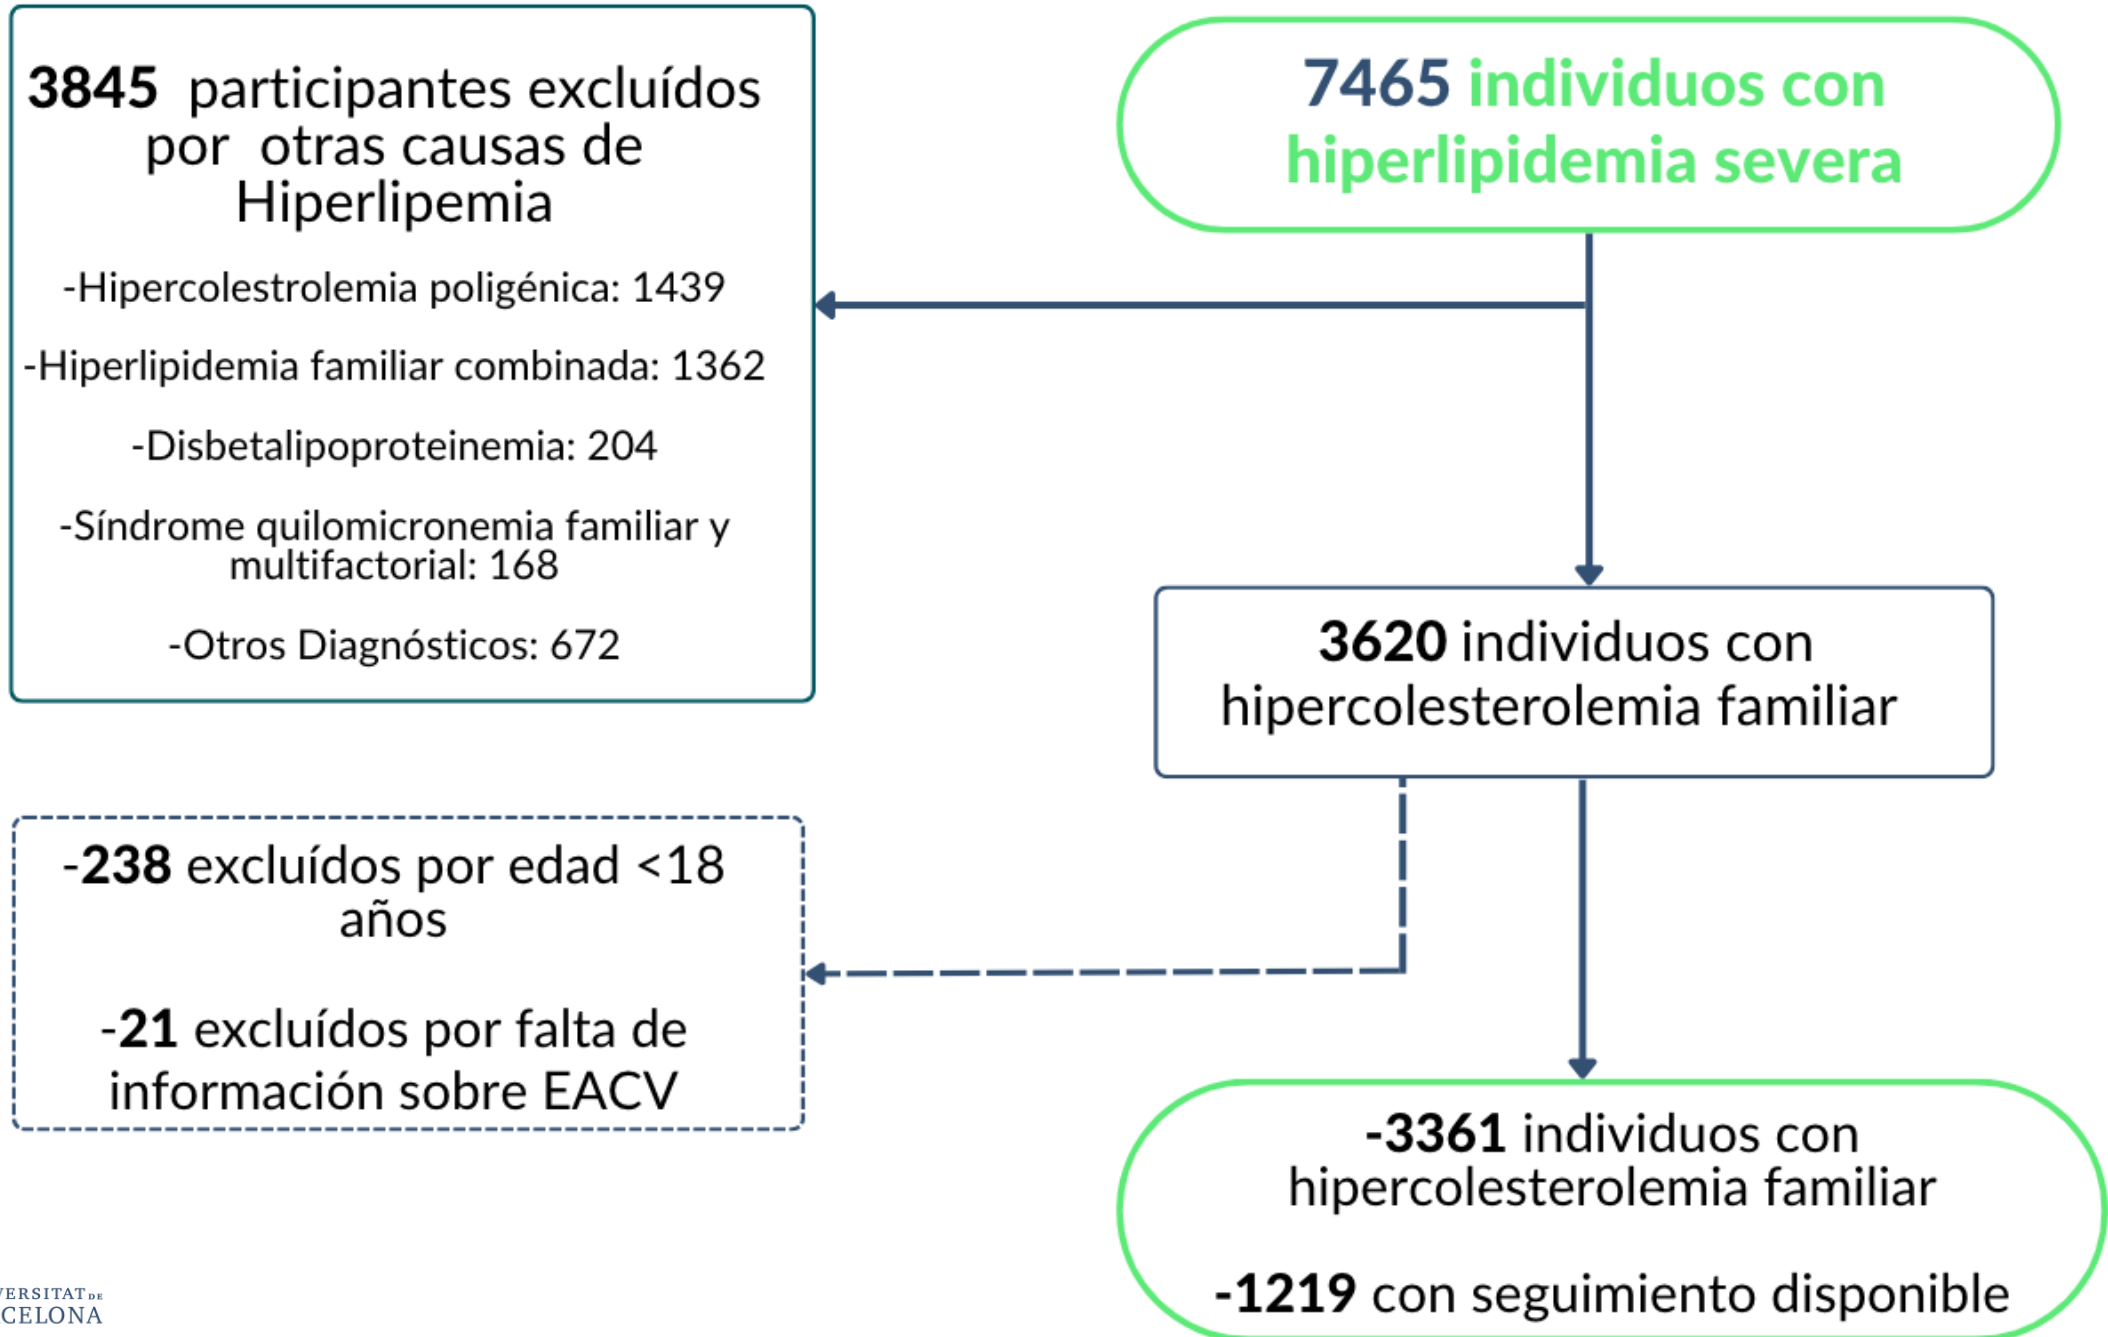 3845 participantes excluídos
por otras causas de
Hiperlipemia
-Hipercolestrolemia poligénica: 1439
-Hiperlipidemia familiar combinada: 1362
-Disbetalipoproteinemia: 204
-Síndrome quilomicronemia familiar y
multifactorial: 168
-Otros Diagnósticos: 672
7465 individuos con
hiperlipidemia severa
3620 individuos con
hipercolesterolemia familiar
-238 excluídos por edad <18
años
-21 excluídos por falta de
información sobre EACV
-3361 individuos con
hipercolesterolemia familiar
-1219 con seguimiento disponible
VERSITAT DE
CELONA